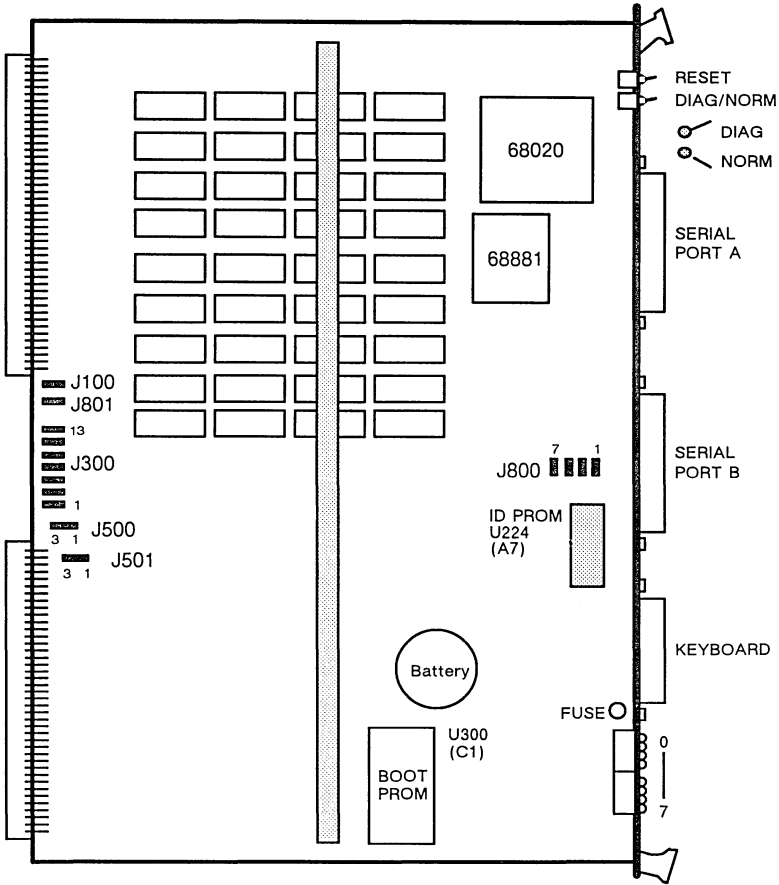 RESET
DIAG/NORM
DIAG
NORM
68020
SERIAL
PORT A
68881
J100
J801
13
J300
1
J500
3 1
J501
3 1
7 1
J800
SERIAL
PORT B
ID PROM
U224
(A7)
KEYBOARD
Battery
FUSE
U300
(C1)
0
7
BOOT
PROM